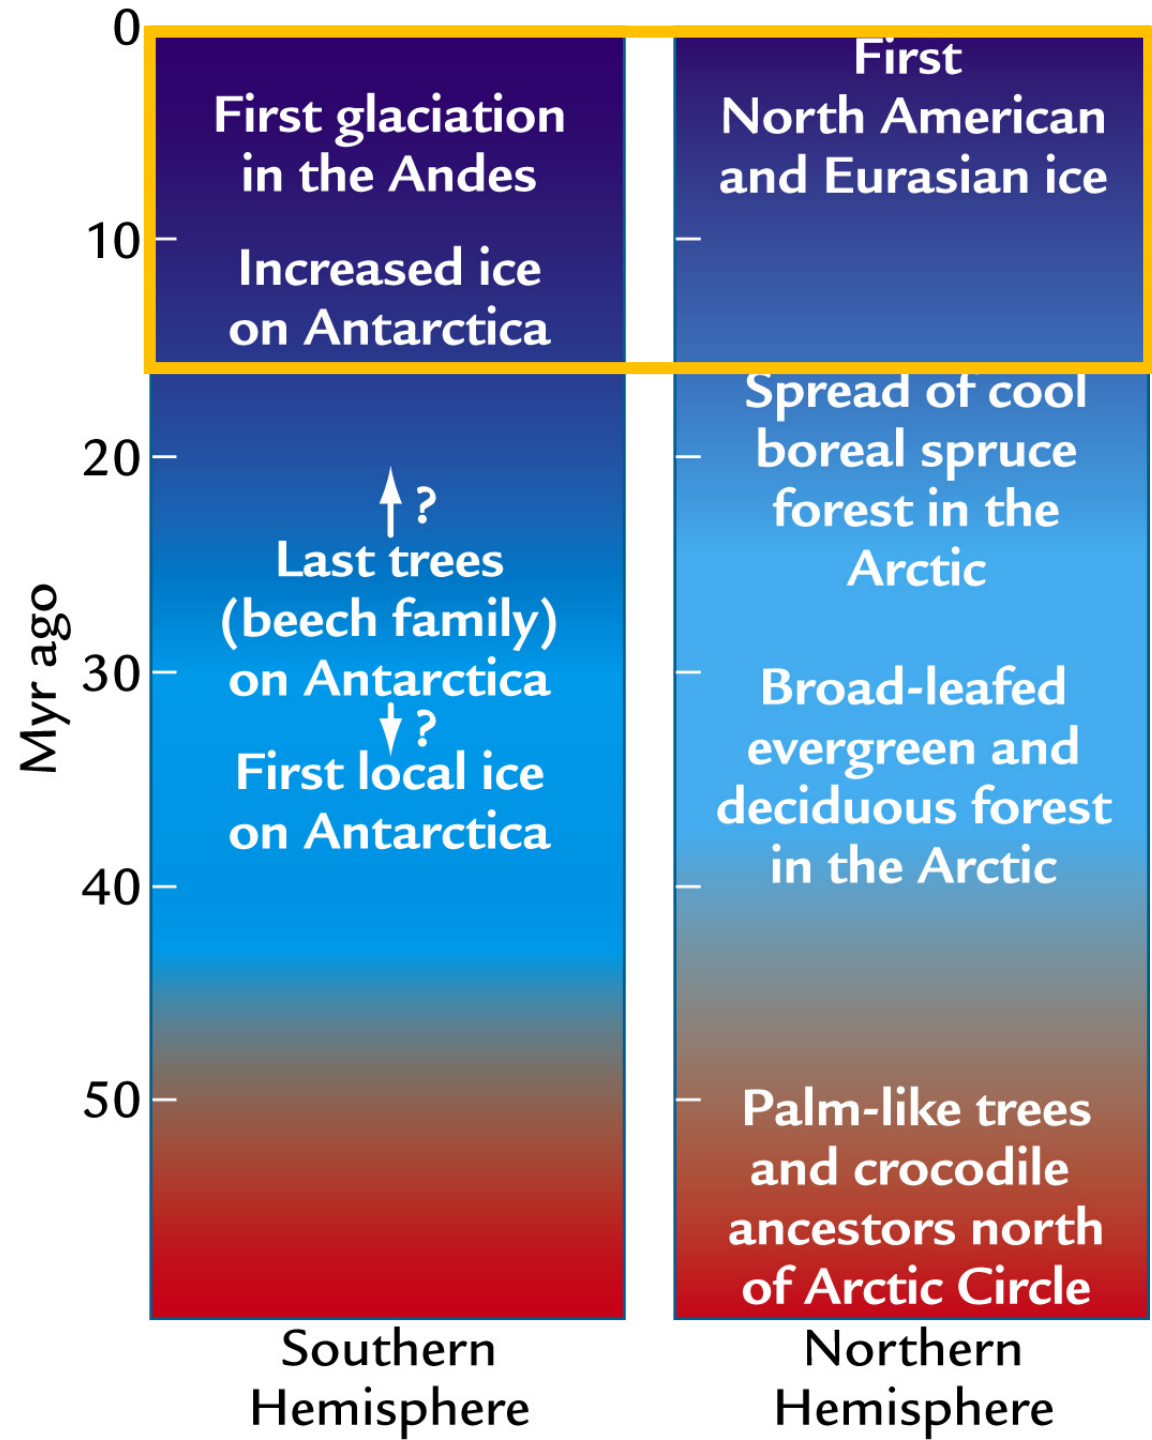 0
10
20
30
40
50
Myr ago
First glaciation
in the Andes
Increased ice
on Antarctica
?
Last trees
(beech family)
on Antarctica
?
First local ice
on Antarctica
Southern
Hemisphere
First
North American
and Eurasian ice
Spread of cool
boreal spruce
forest in the
Arctic
Broad-leafed
evergreen and
deciduous forest
in the Arctic
Palm-like trees
and crocodile
ancestors north
of Arctic Circle
Northern
Hemisphere